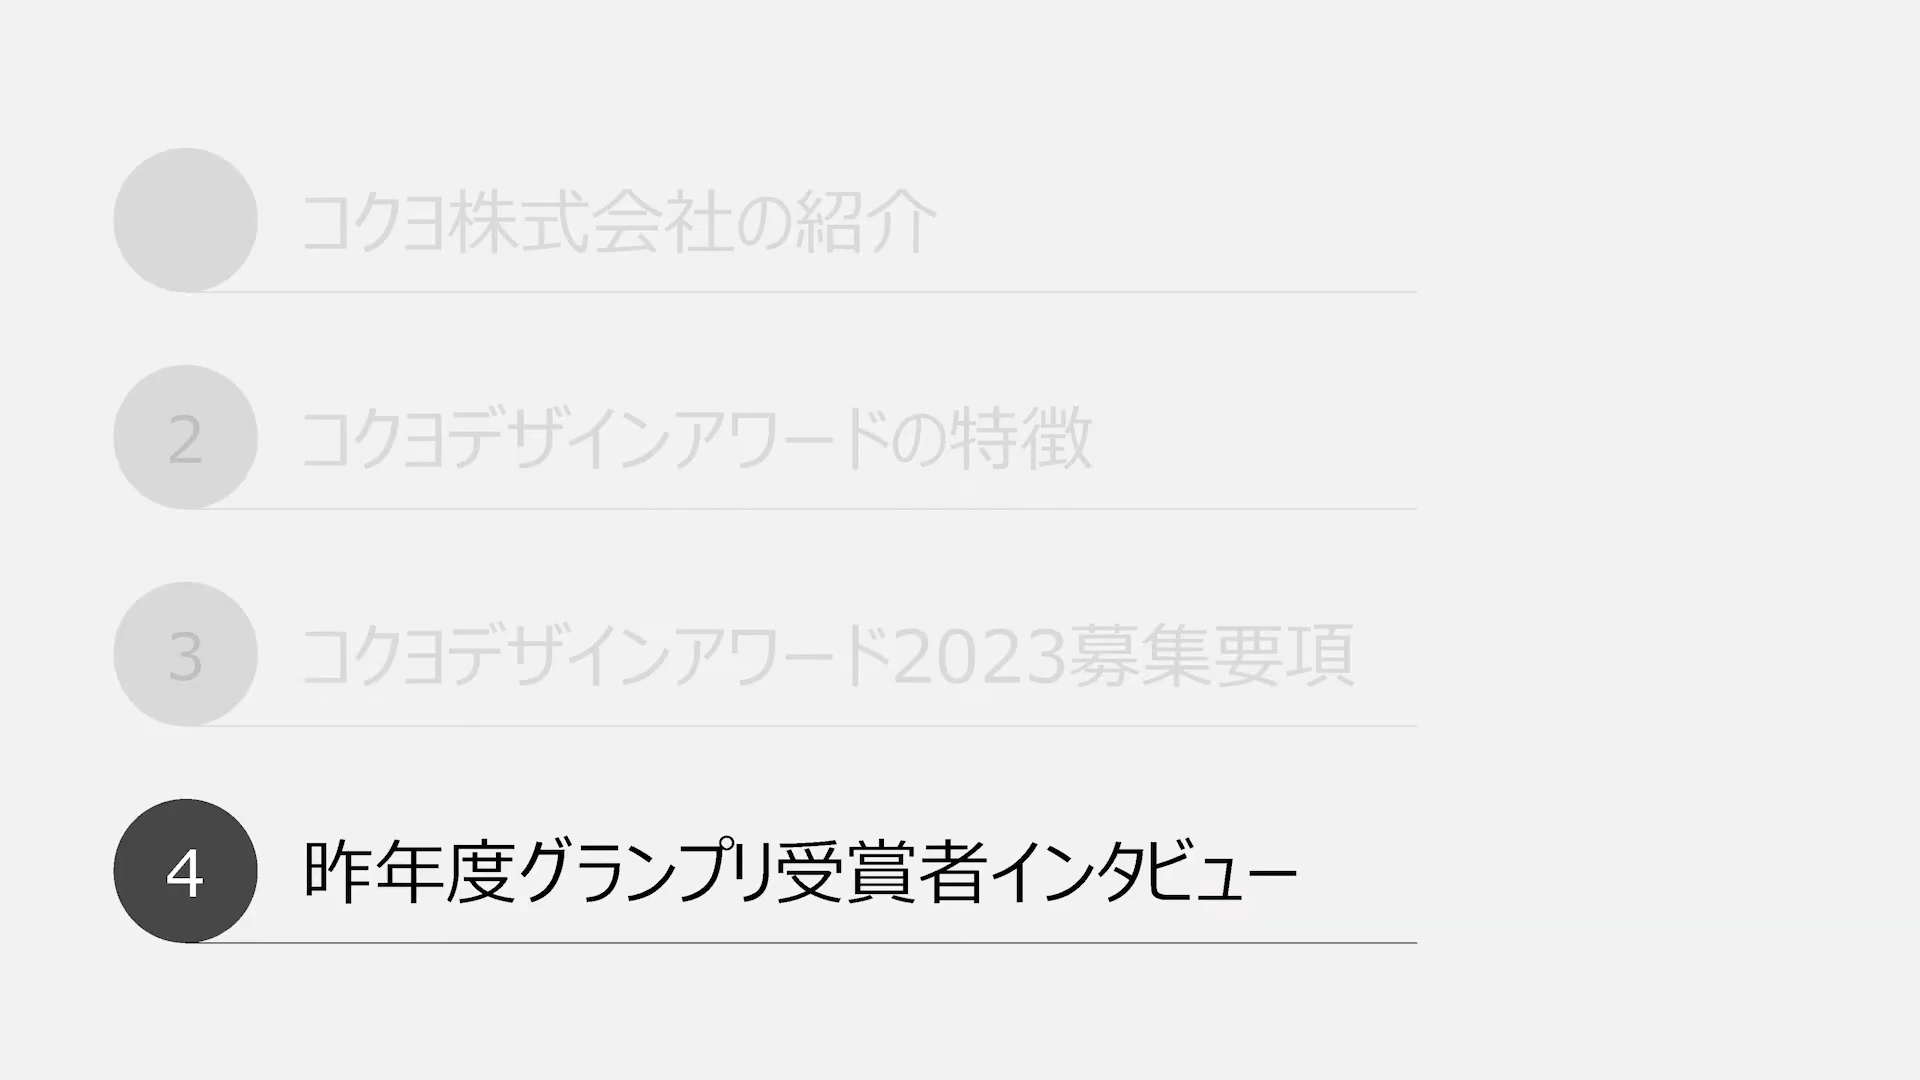 コクヨ株式会社の紹介
2 コクヨデザインアワードの特徴
3 コクヨデザインアワード2023募集要項
4 昨年度グランプリ受賞者インタビュー